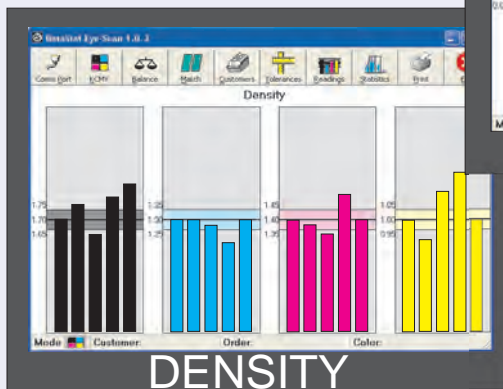 OmniStat Eye-Scan 1.0.3
Comm Port KCMY Balance Match Customers Tolerances Readings Statistics Print
Density
1.75 1.35 1.45 1.05
1.70 1.30 1.40 1.00
1.65 1.25 1.35 0.95
Mode Customer: Order: Color:
DENSITY